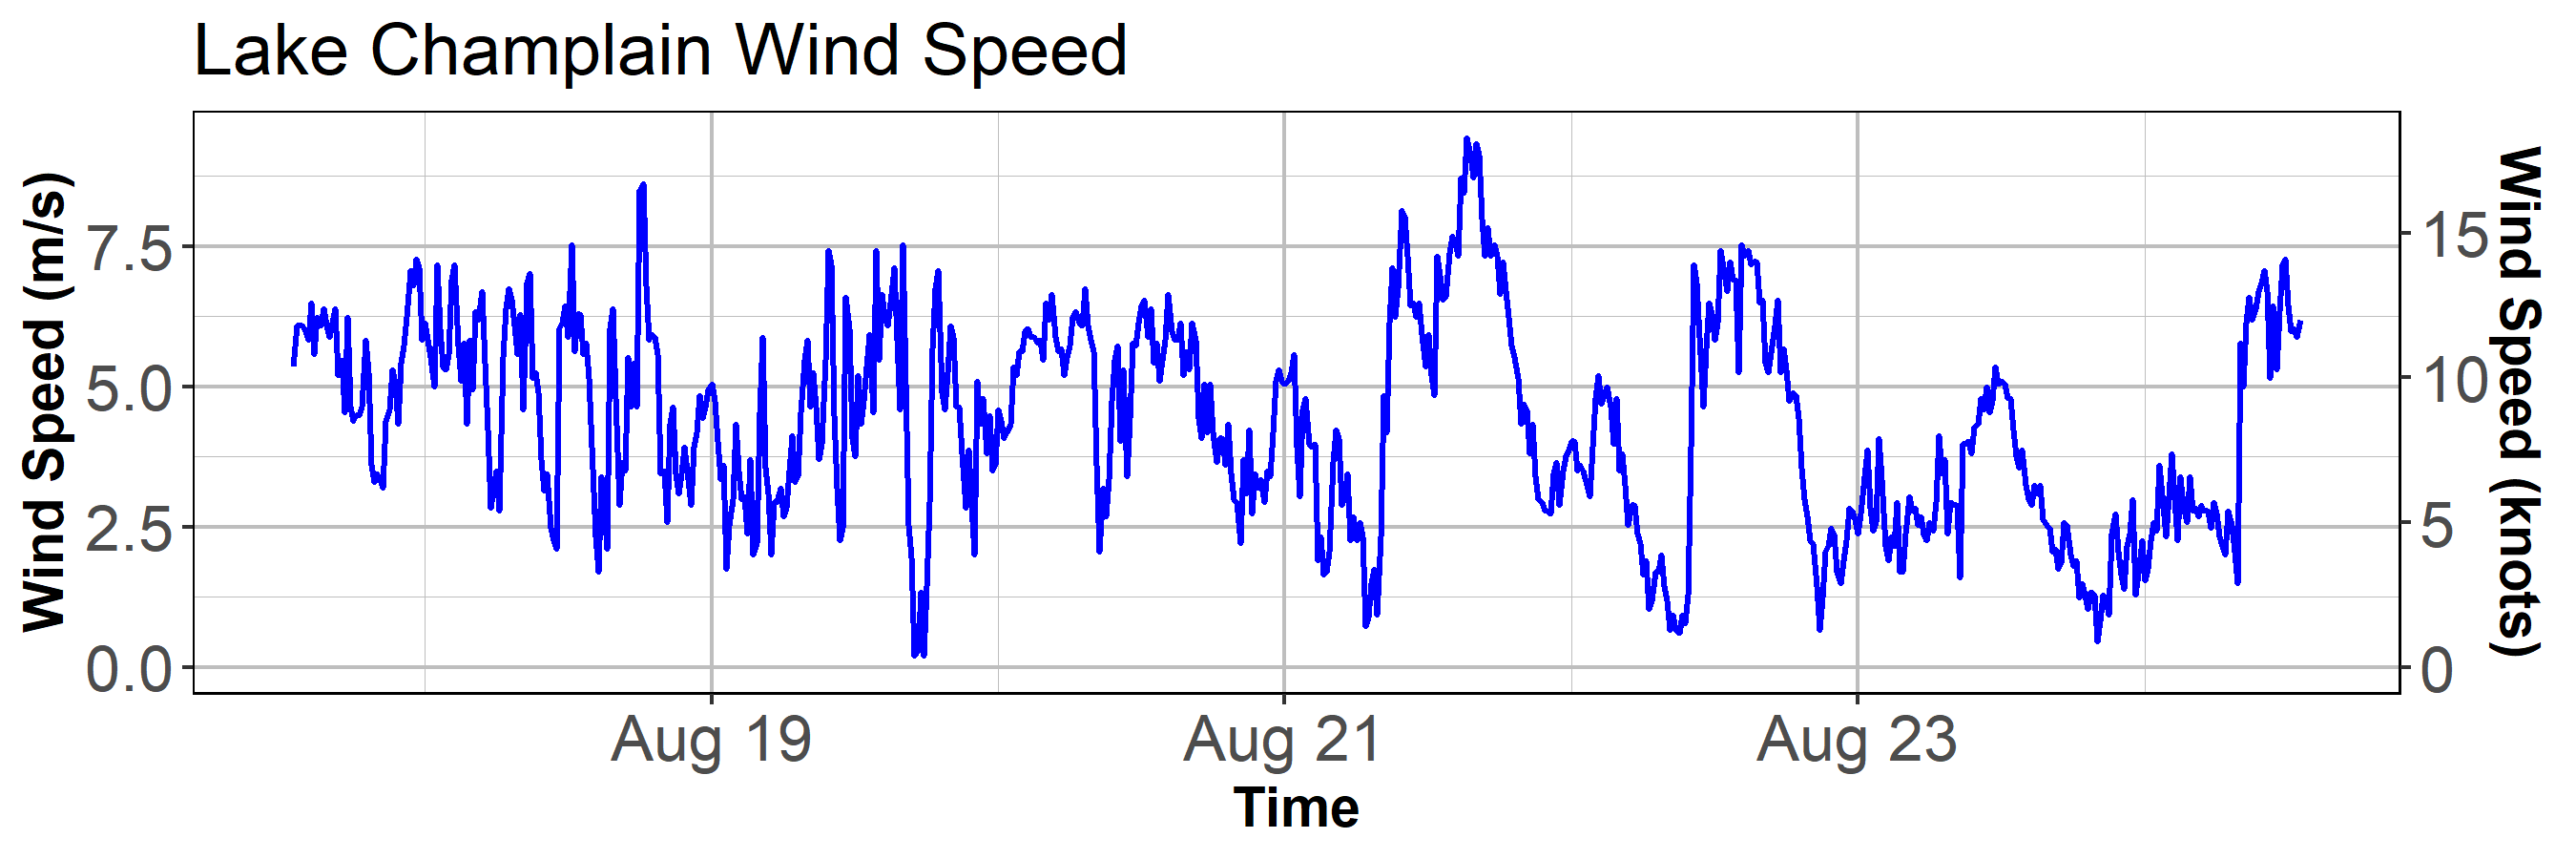 Lake Champlain Wind Speed
Wind Speed (m/s)
7.5
5.0
2.5
0.0
15
10
5
0
Wind Speed (knots)
Aug 19
Aug 21
Aug 23
Time